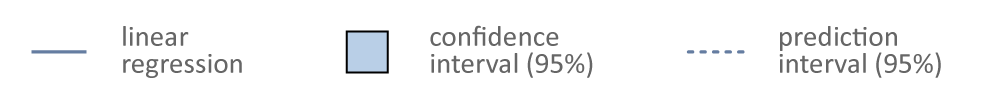 linear
regression
confidence
interval (95%)
prediction
interval (95%)